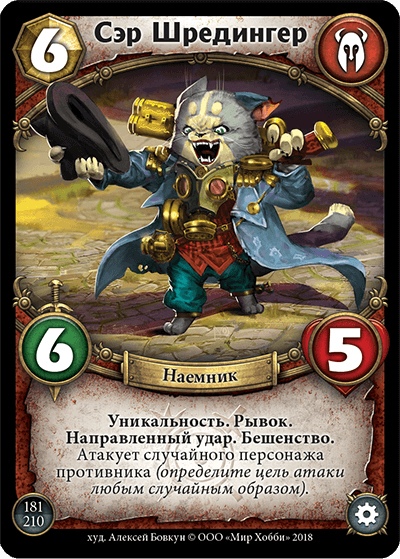 6 Сэр Шредингер
6 5
Наемник
Уникальность. Рывок.
Направленный удар. Бешенство.
Атакует случайного персонажа
противника (определите цель атаки
любым случайным образом).
181
210
худ. Алексей Бовкун © ООО «Мир Хобби» 2018